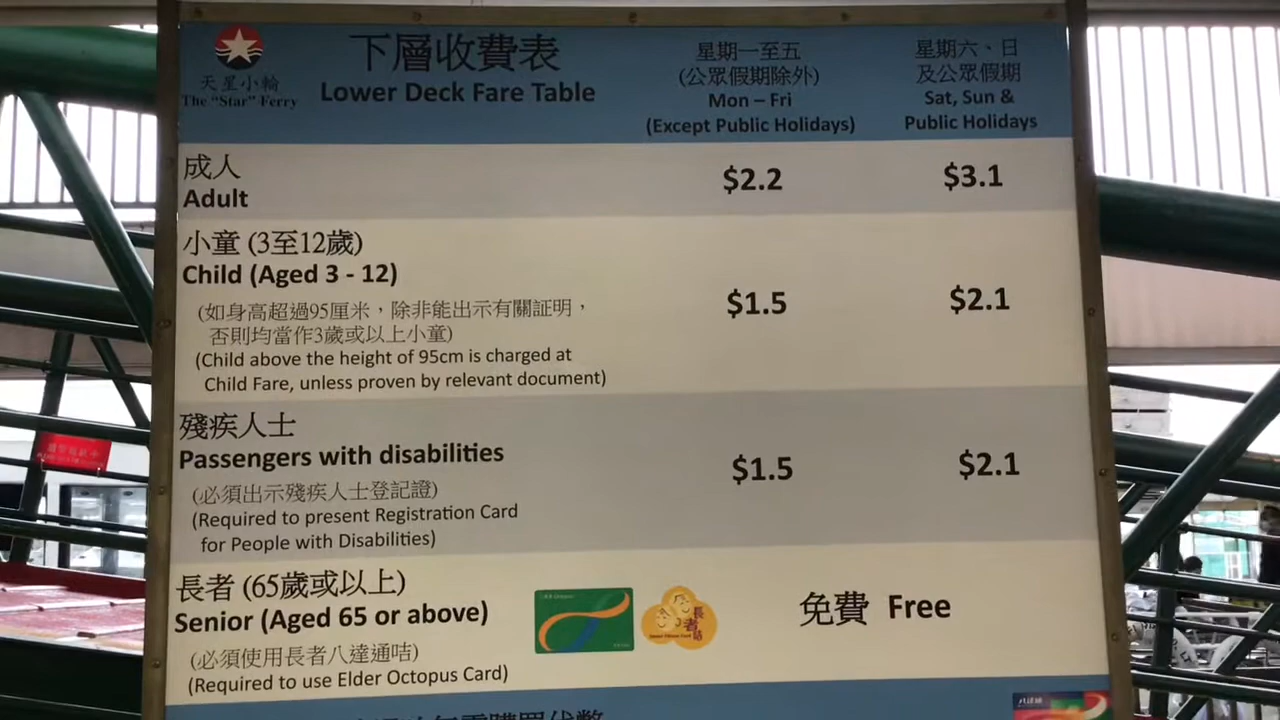 天星小輪
The "Star" Ferry
下層收費表
Lower Deck Fare Table
星期一至五
(公眾假期除外)
Mon – Fri
(Except Public Holidays)
星期六、日
及公眾假期
Sat, Sun &
Public Holidays
成人
Adult
$2.2
$3.1
小童 (3至12歲)
Child (Aged 3 - 12)
(如身高超過95厘米，除非能出示有關証明，
否則均當作3歲或以上小童)
(Child above the height of 95cm is charged at
Child Fare, unless proven by relevant document)
$1.5
$2.1
殘疾人士
Passengers with disabilities
(必須出示殘疾人士登記證)
(Required to present Registration Card
for People with Disabilities)
$1.5
$2.1
長者 (65歲或以上)
Senior (Aged 65 or above)
(必須使用長者八達通咭)
(Required to use Elder Octopus Card)
長者咭
Senior Citizen Card
免費 Free
八達通